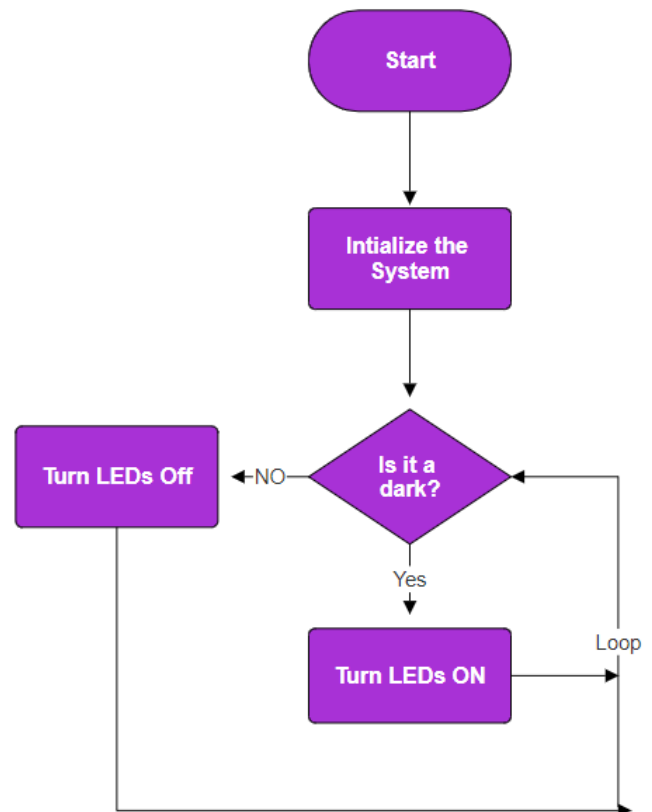 Start
Intialize the
System
Is it a
dark?
NO
Turn LEDs Off
Yes
Loop
Turn LEDs ON